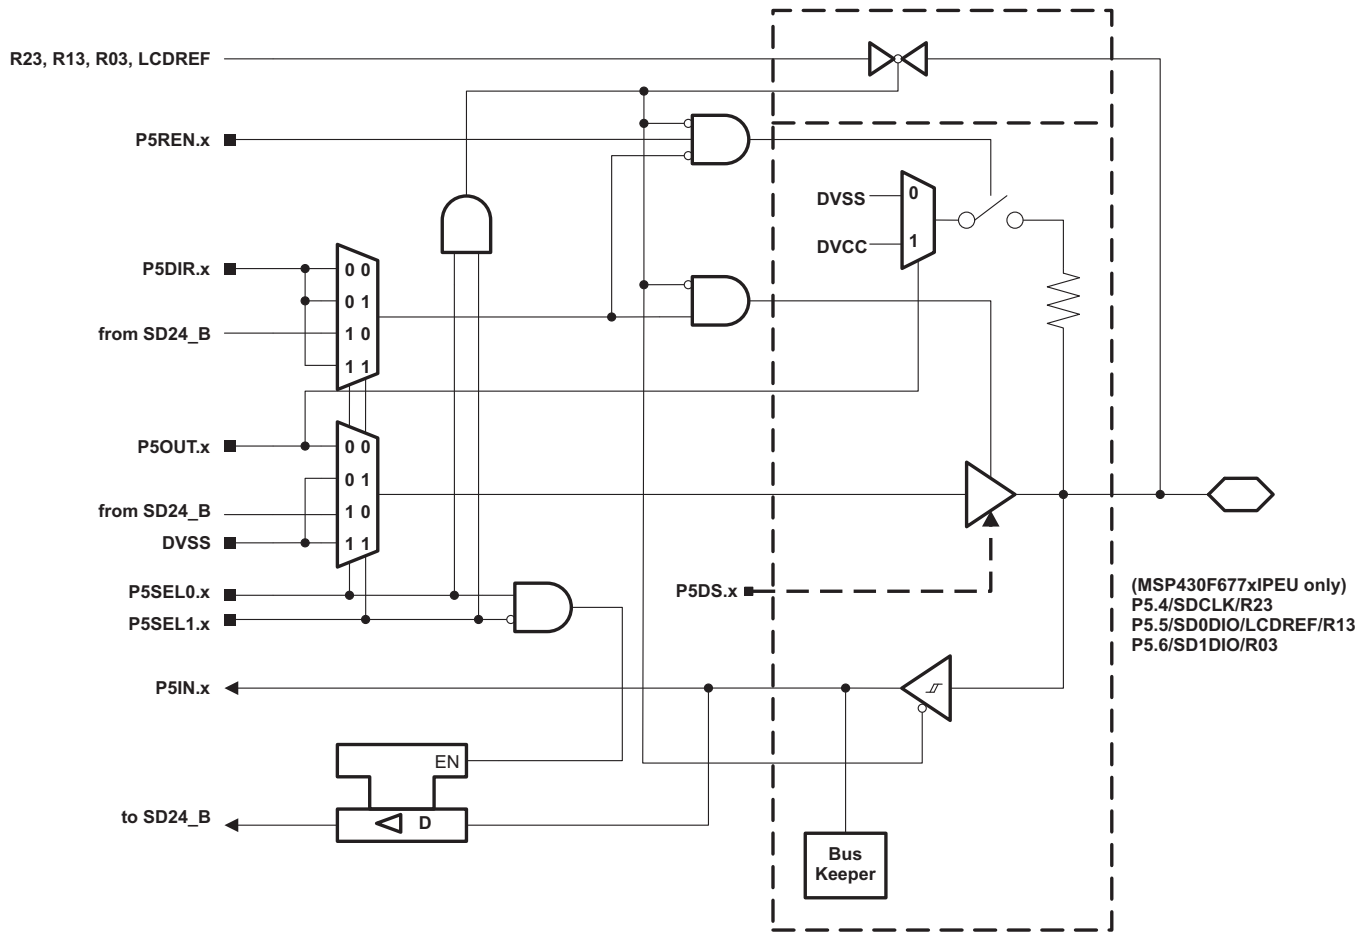 R23, R13, R03, LCDREF
P5REN.x
DVSS
0
DVCC
1
P5DIR.x
0 0
0 1
from SD24_B
1 0
1 1
P5OUT.x
0 0
0 1
from SD24_B
1 0
DVSS
1 1
P5SEL0.x
P5SEL1.x
P5DS.x
(MSP430F677xIPEU only)
P5.4/SDCLK/R23
P5.5/SD0DIO/LCDREF/R13
P5.6/SD1DIO/R03
P5IN.x
EN
to SD24_B
D
Bus
Keeper